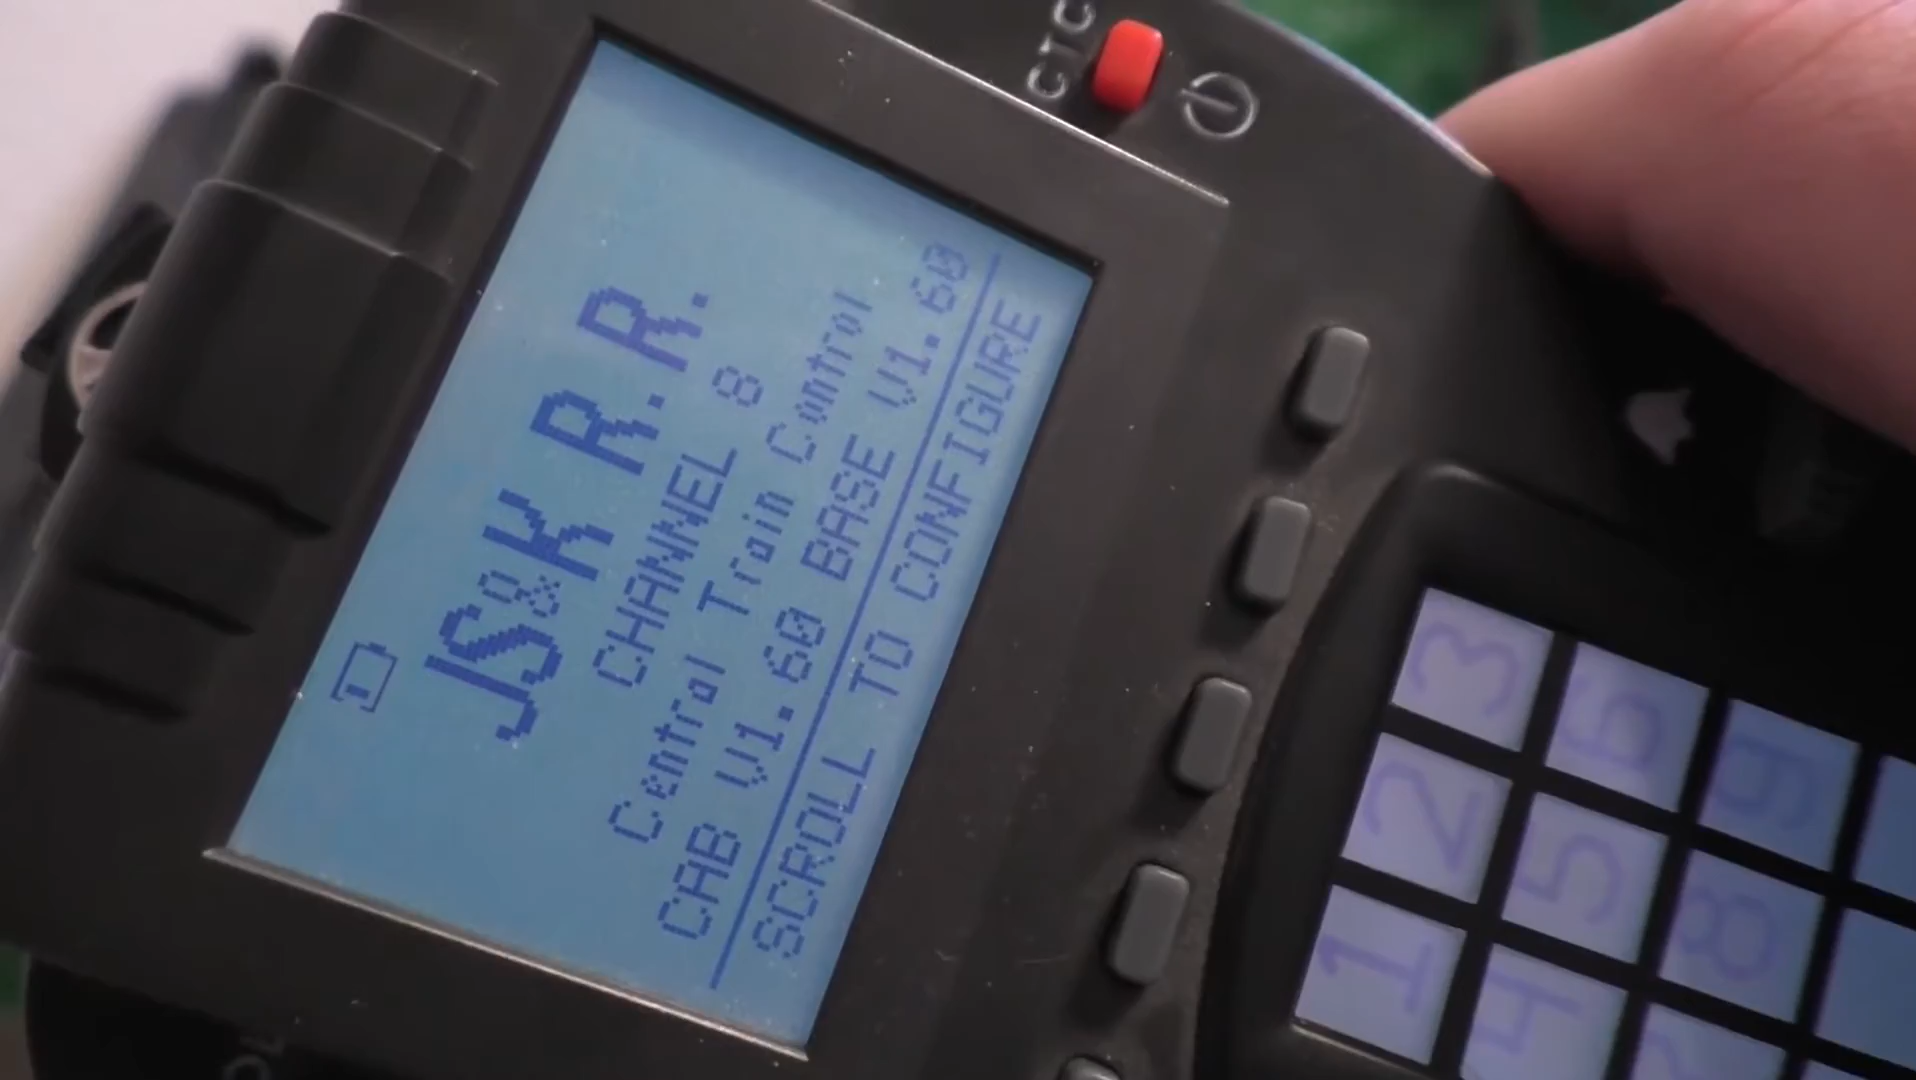 CTC
JS&K R.R.
CHANNEL 8
Central Train Control
CAB V1.60 BASE V1.60
SCROLL TO CONFIGURE
1 2 3
4 5 6
8 9